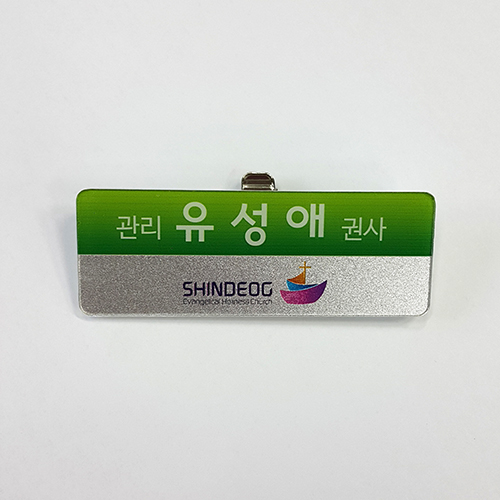 관리 유성애 권사
SHINDEOG
Evangelical Holiness Church